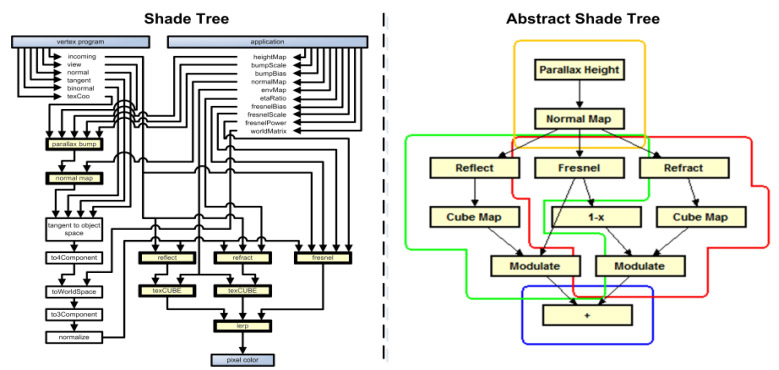 Shade Tree
vertex program
application
incoming
view
normal
tangent
binormal
texCoo
heightMap
bumpScale
bumpBias
normalMap
envMap
etaRatio
fresnelBias
fresnelScale
fresnelPower
worldMatrix
parallax bump
normal map
tangent to object
space
to4Component
toWorldSpace
to3Component
normalize
reflect
refract
fresnel
texCUBE
texCUBE
lerp
pixel color
Abstract Shade Tree
Parallax Height
Normal Map
Reflect
Fresnel
Refract
Cube Map
1-x
Cube Map
Modulate
Modulate
+